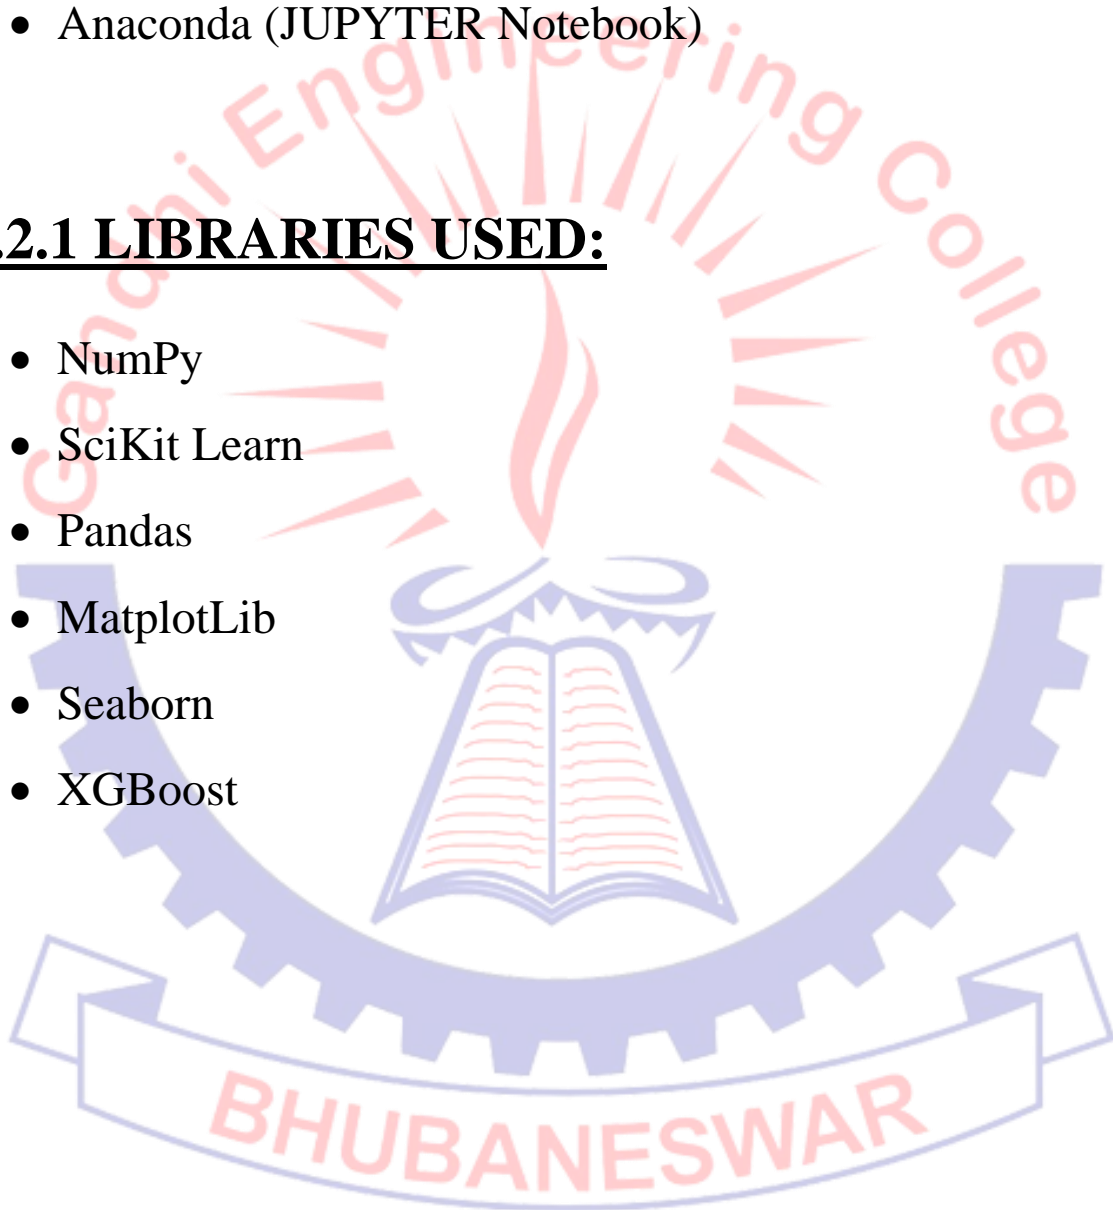 • Anaconda (JUPYTER Notebook)
Gandhi Engineering College
.2.1 LIBRARIES USED:
• NumPy
• SciKit Learn
• Pandas
• MatplotLib
• Seaborn
• XGBoost
BHUBANESWAR